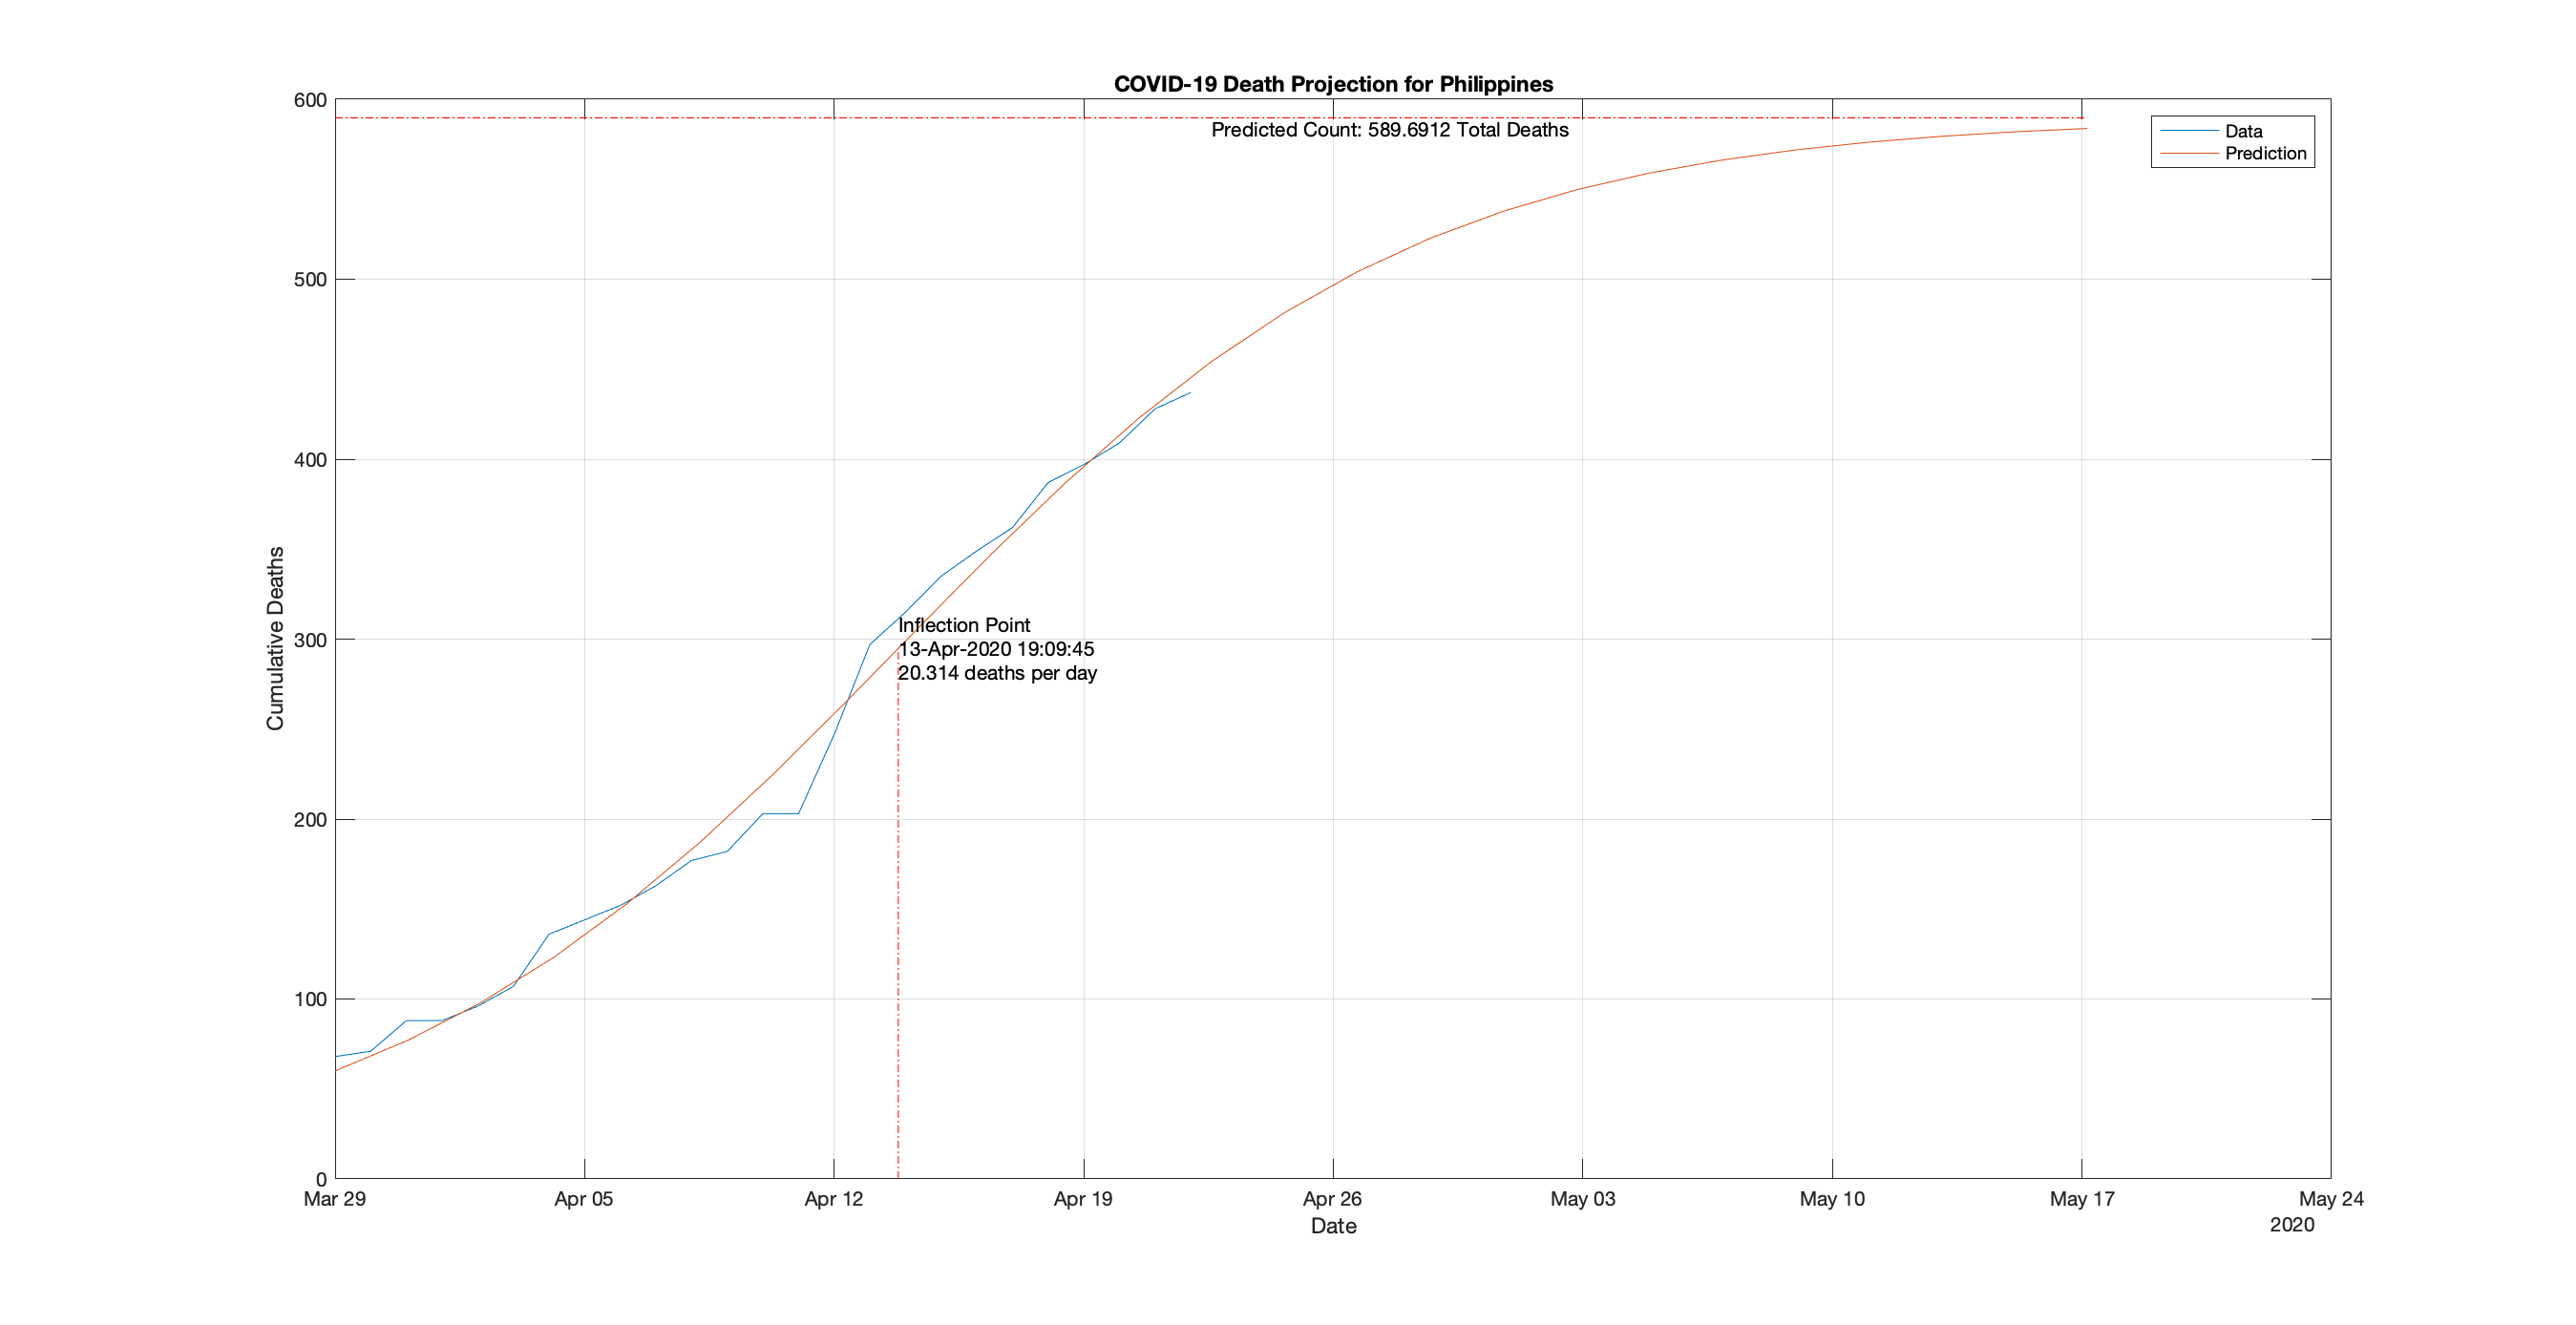 COVID-19 Death Projection for Philippines
600
Predicted Count: 589.6912 Total Deaths
Data
Prediction
500
400
300
200
100
0
Cumulative Deaths
Inflection Point
13-Apr-2020 19:09:45
20.314 deaths per day
Mar 29 Apr 05 Apr 12 Apr 19 Apr 26 May 03 May 10 May 17 May 24
Date
2020